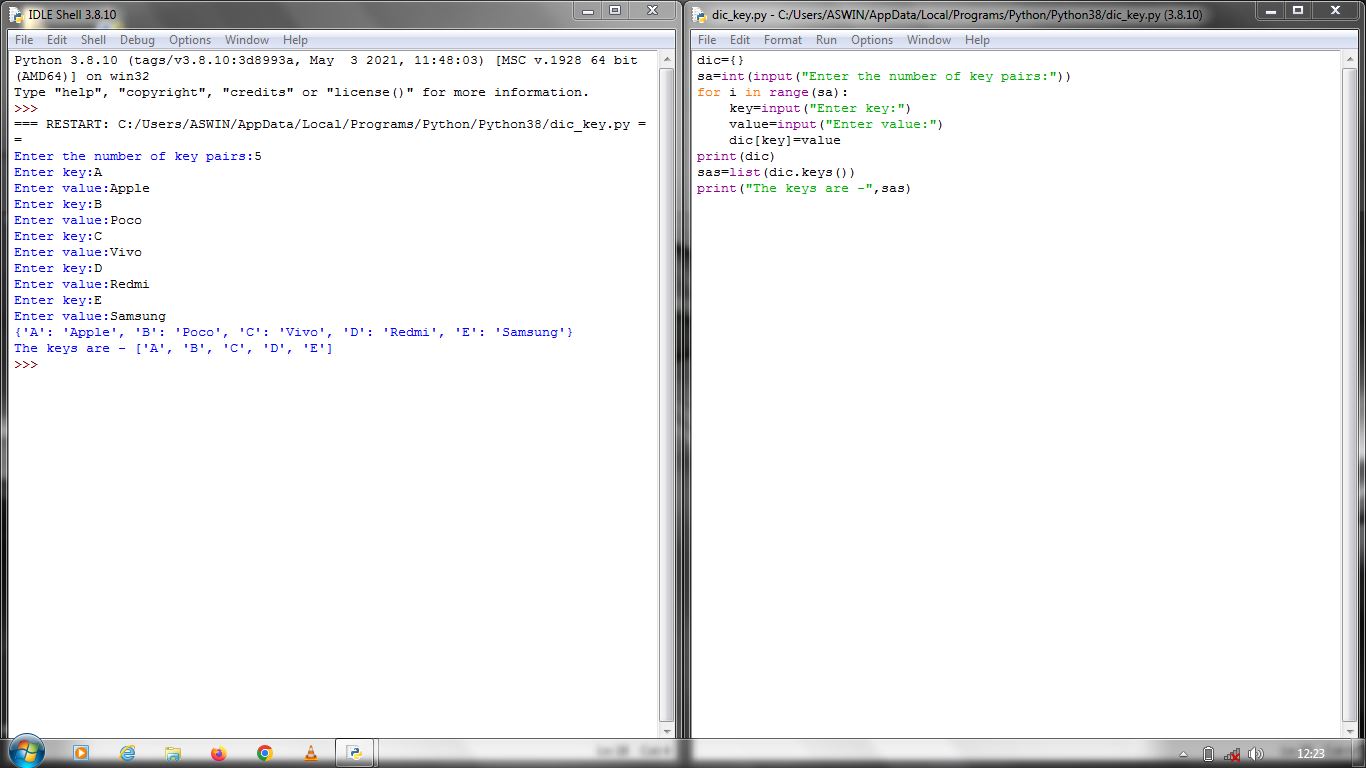 IDLE Shell 3.8.10
File Edit Shell Debug Options Window Help
Python 3.8.10 (tags/v3.8.10:3d8993a, May  3 2021, 11:48:03) [MSC v.1928 64 bit
(AMD64)] on win32
Type "help", "copyright", "credits" or "license()" for more information.
>>>
=== RESTART: C:/Users/ASWIN/AppData/Local/Programs/Python/Python38/dic_key.py =
=
Enter the number of key pairs:5
Enter key:A
Enter value:Apple
Enter key:B
Enter value:Poco
Enter key:C
Enter value:Vivo
Enter key:D
Enter value:Redmi
Enter key:E
Enter value:Samsung
{'A': 'Apple', 'B': 'Poco', 'C': 'Vivo', 'D': 'Redmi', 'E': 'Samsung'}
The keys are - ['A', 'B', 'C', 'D', 'E']
>>>
dic_key.py - C:/Users/ASWIN/AppData/Local/Programs/Python/Python38/dic_key.py (3.8.10)
File Edit Format Run Options Window Help
dic={}
sa=int(input("Enter the number of key pairs:"))
for i in range(sa):
    key=input("Enter key:")
    value=input("Enter value:")
    dic[key]=value
print(dic)
sas=list(dic.keys())
print("The keys are -",sas)
12:23